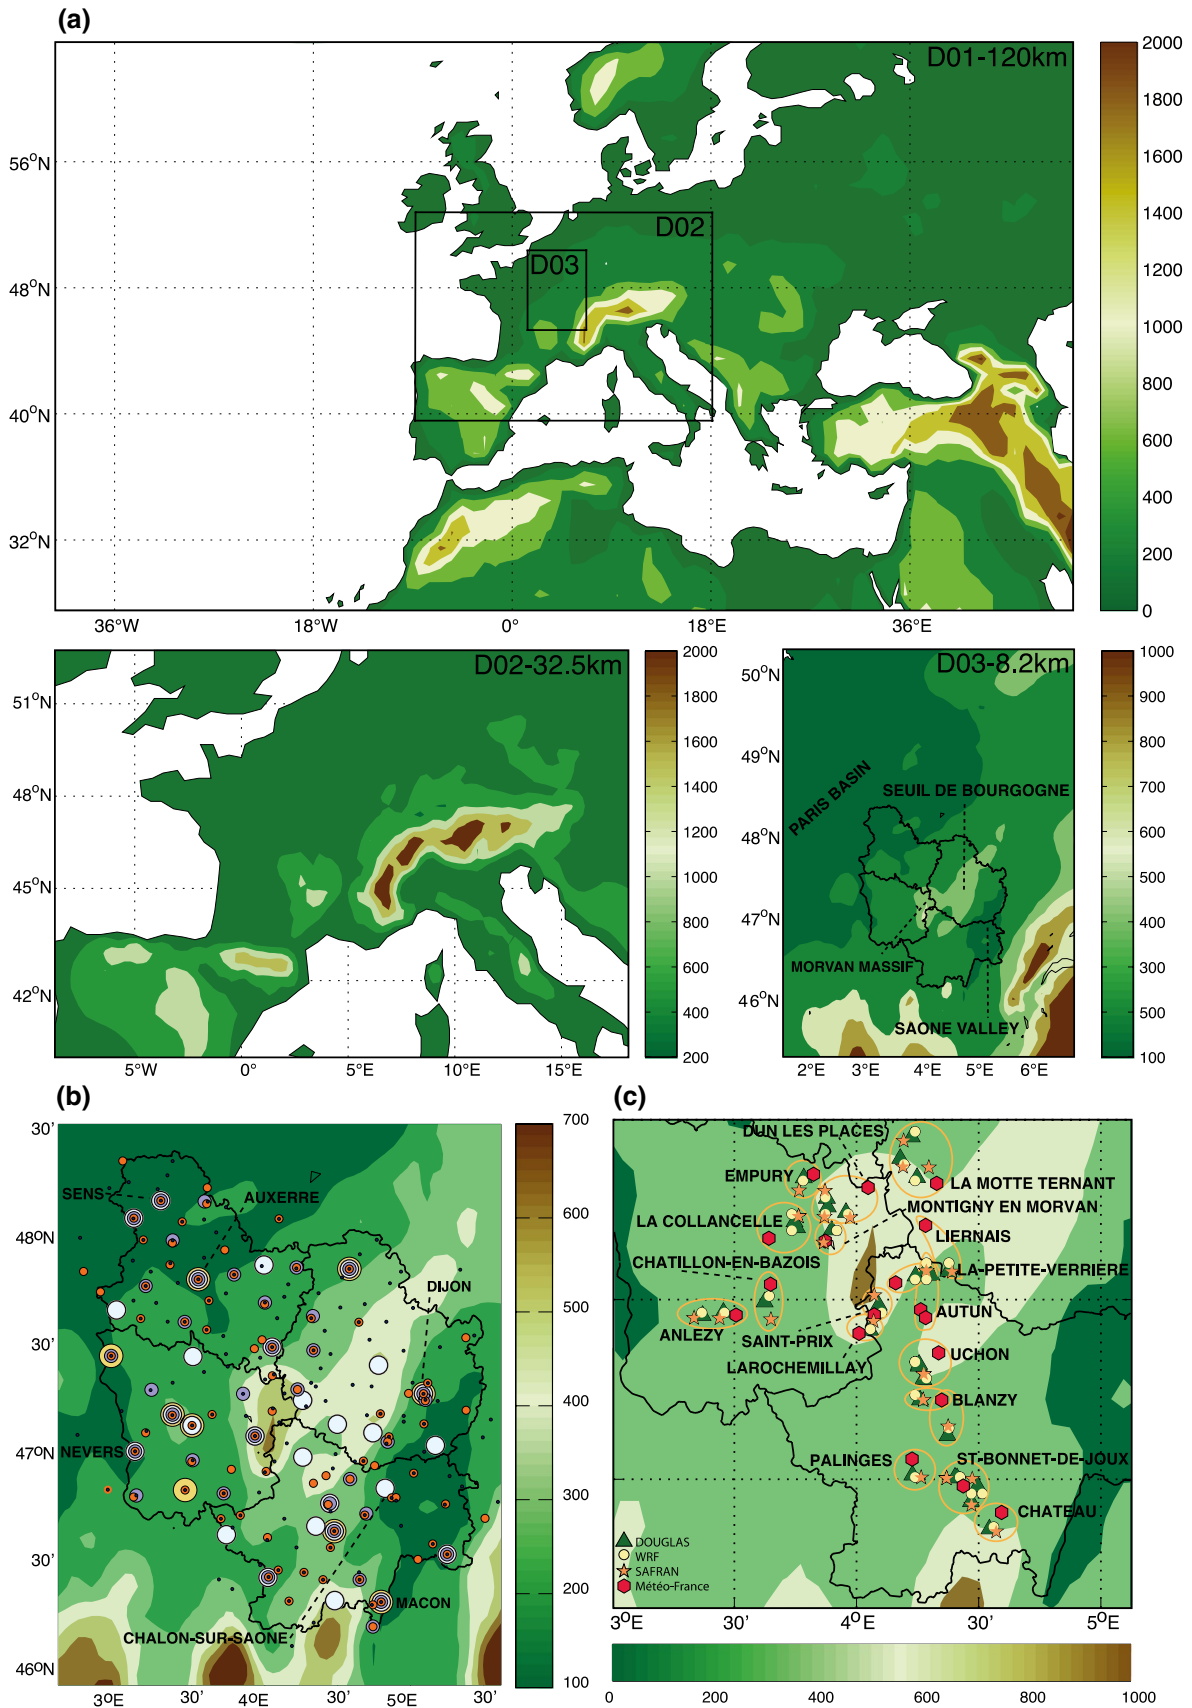 (a)
D01-120km
D02
D03
56°N
48°N
40°N
32°N
36°W
18°W
0°
18°E
36°E
2000
1800
1600
1400
1200
1000
800
600
400
200
0
D02-32.5km
51°N
48°N
45°N
42°N
5°W
0°
5°E
10°E
15°E
2000
1800
1600
1400
1200
1000
800
600
400
200
D03-8.2km
50°N
49°N
48°N
47°N
46°N
PARIS BASIN
SEUIL DE BOURGOGNE
MORVAN MASSIF
SAONE VALLEY
2°E
3°E
4°E
5°E
6°E
1000
900
800
700
600
500
400
300
500
100
(b)
30'
48°N
30'
47°N
30'
46°N
SENS
AUXERRE
DIJON
NEVERS
MACON
CHALON-SUR-SAONE
30°E
30'
4°E
30'
50°E
30'
700
600
500
400
300
200
100
(c)
DUN LES PLACES
EMPURY
LA MOTTE TERNANT
MONTIGNY EN MORVAN
LA COLLANCELLE
LIERNAIS
CHATILLON-EN-BAZOIS
LA-PETITE-VERRIÈRE
AUTUN
ANLEZY
SAINT-PRIX
LAROCHEMILLAY
UCHON
BLANZY
PALINGES
ST-BONNET-DE-JOUX
CHATEAU
DOUGLAS
WRF
SAFRAN
Météo-France
30°E
30'
4°E
30'
5°E
0
200
400
600
800
1000